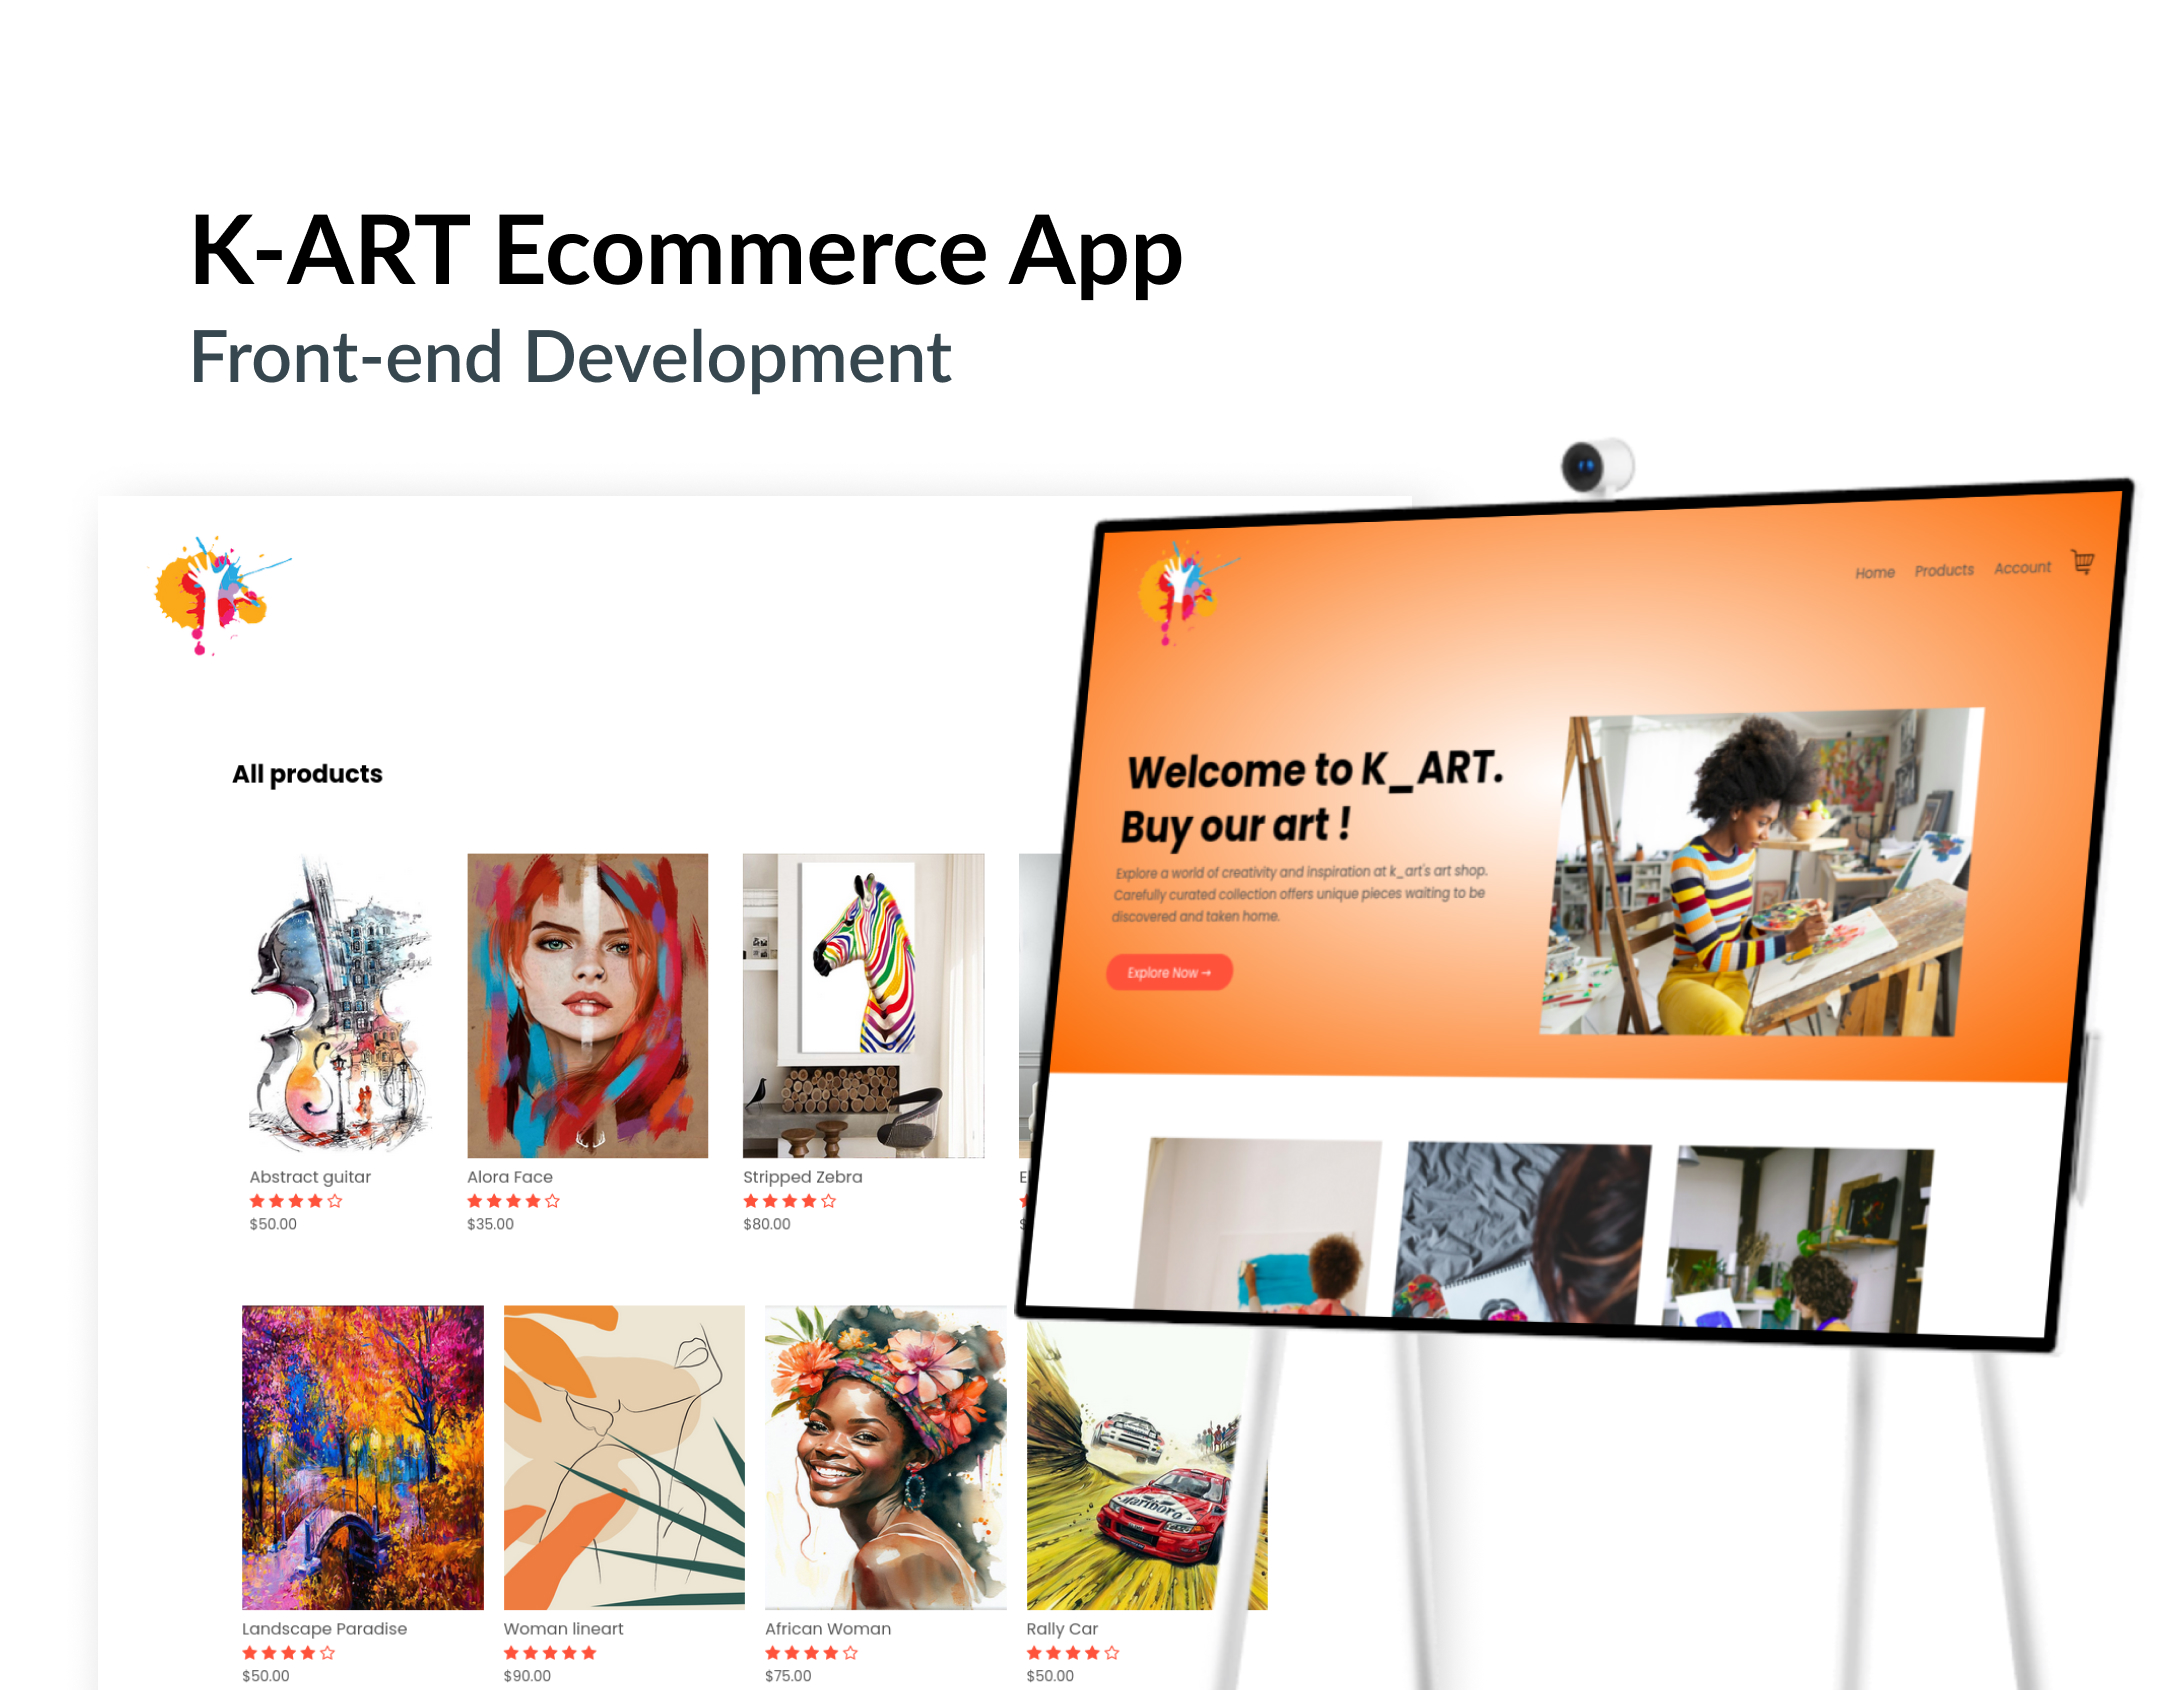 K-ART Ecommerce App
Front-end Development
Home Products Account
Welcome to K_ART.
Buy our art !
Explore a world of creativity and inspiration at k_art's art shop.
Carefully curated collection offers unique pieces waiting to be
discovered and taken home.
Explore Now →
All products
Abstract guitar
$50.00
Alora Face
$35.00
Stripped Zebra
$80.00
Landscape Paradise
$50.00
Woman lineart
$90.00
African Woman
$75.00
Rally Car
$50.00
Marlboro